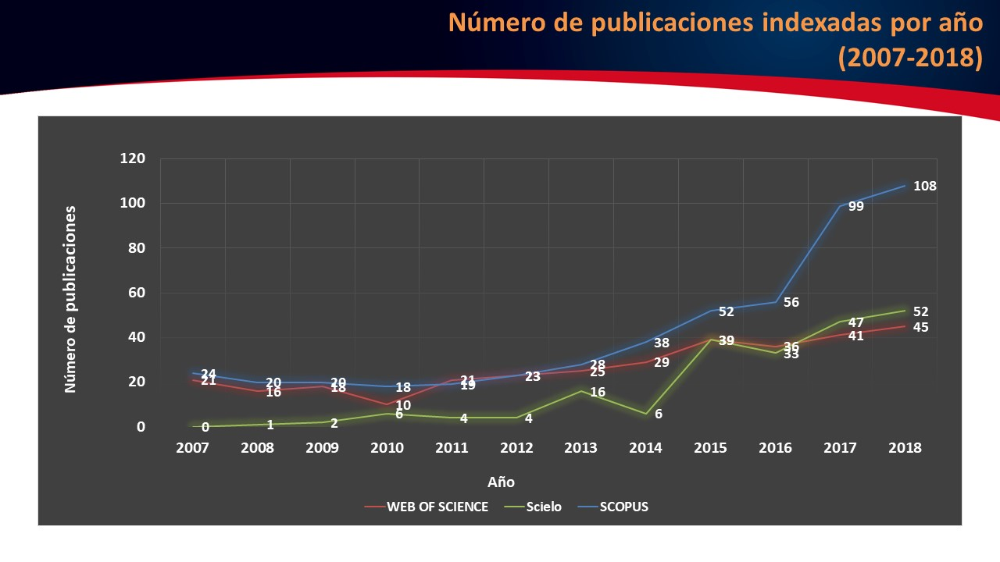 Número de publicaciones indexadas por año
(2007-2018)
120
100
80
60
40
20
0
Número de publicaciones
24 20 20 18 19 23 28 38 52 56 99 108
21 16 18 10 21 25 29 39 36 41 45
0 1 2 6 4 4 16 6 39 33 47 52
2007 2008 2009 2010 2011 2012 2013 2014 2015 2016 2017 2018
Año
WEB OF SCIENCE Scielo SCOPUS